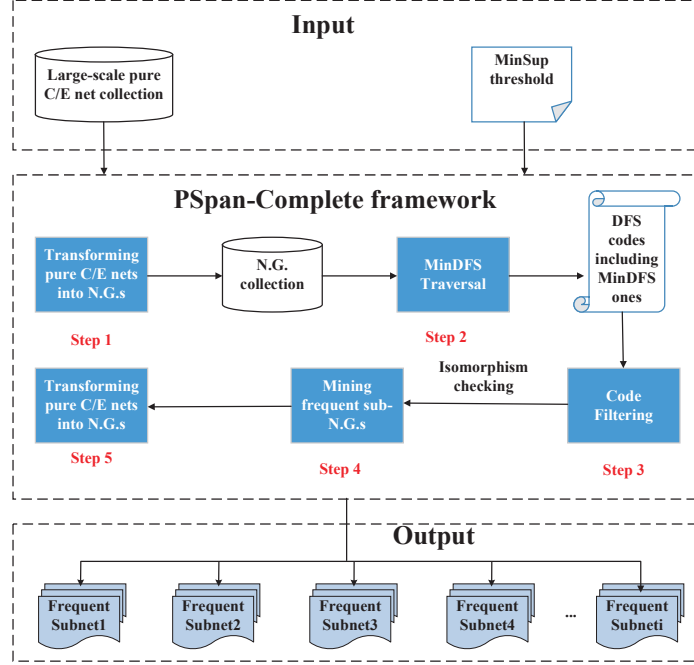 Input
Large-scale pure
C/E net collection
MinSup
threshold
PSpan-Complete framework
Transforming
pure C/E nets
into N.G.s
N.G.
collection
MinDFS
Traversal
DFS
codes
including
MinDFS
ones
Step 1
Step 2
Isomorphism
checking
Transforming
pure C/E nets
into N.G.s
Mining
frequent sub-
N.G.s
Code
Filtering
Step 5
Step 4
Step 3
Output
Frequent
Subnet1
Frequent
Subnet2
Frequent
Subnet3
Frequent
Subnet4
...
Frequent
Subneti